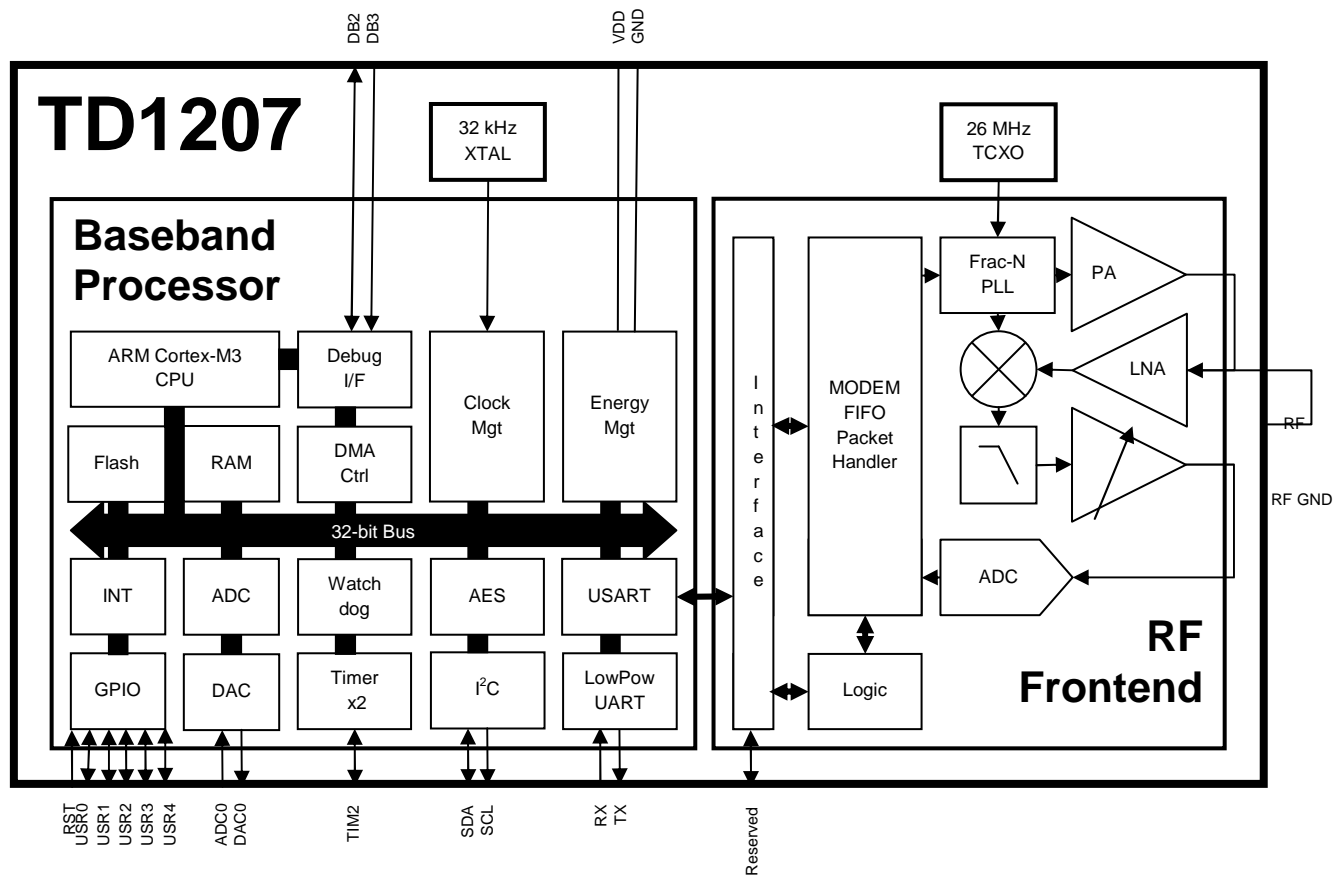 DB2
DB3
VDD
GND
TD1207
32 kHz
XTAL
26 MHz
TCXO
Baseband
Processor
ARM Cortex-M3
CPU
Debug
I/F
Clock
Mgt
Energy
Mgt
Flash
RAM
DMA
Ctrl
32-bit Bus
INT
ADC
Watch
dog
AES
USART
GPIO
DAC
Timer
x2
I²C
LowPow
UART
Interface
MODEM
FIFO
Packet
Handler
Logic
Frac-N
PLL
PA
LNA
ADC
RF
Frontend
RF
RF GND
RST
USR0
USR1
USR2
USR3
USR4
ADC0
DAC0
TIM2
SDA
SCL
RX
TX
Reserved